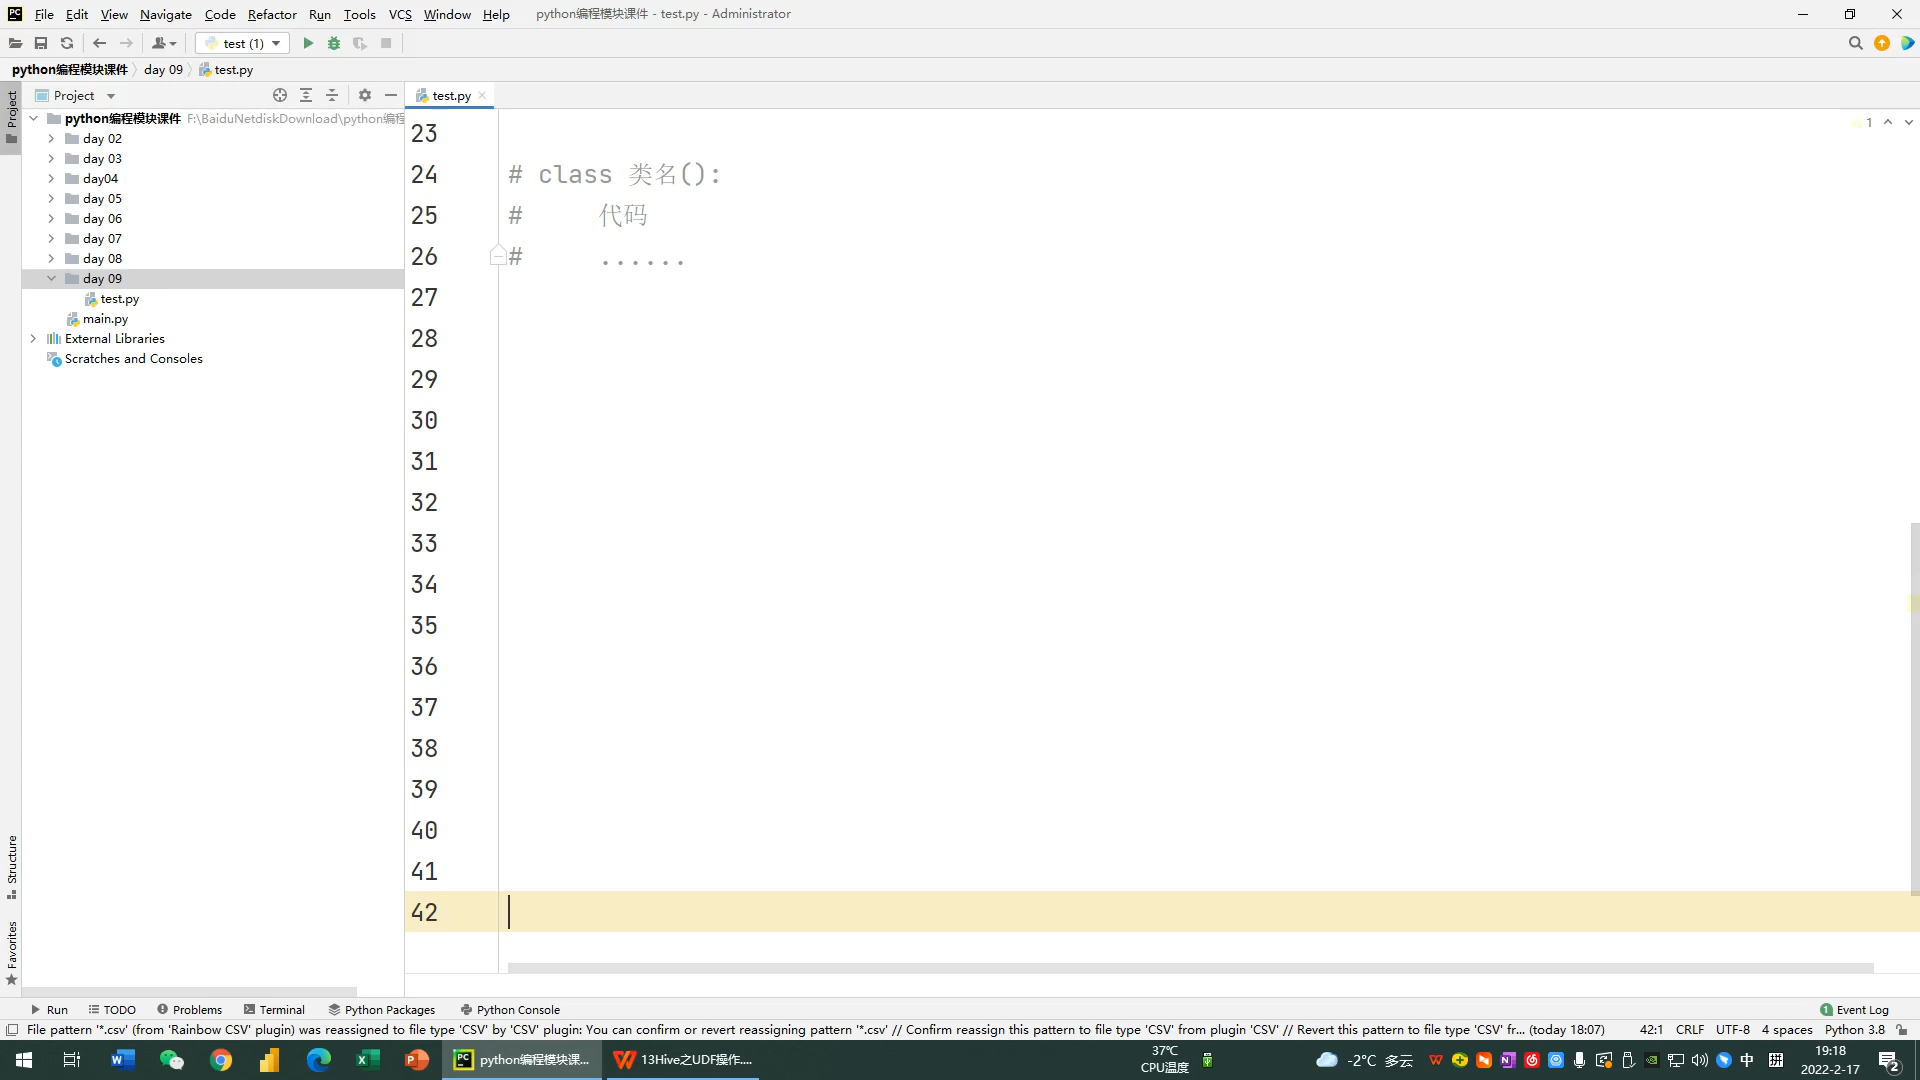 File Edit View Navigate Code Refactor Run Tools VCS Window Help python编程模块课件 - test.py - Administrator
test (1)
python编程模块课件 day 09 test.py
Project test.py
Project
1
python编程模块课件 F:\BaiduNetdiskDownload\python编程
day 02
day 03
day04
day 05
day 06
day 07
day 08
day 09
test.py
main.py
External Libraries
Scratches and Consoles
23
24 # class 类名():
25 # 代码
26 # ......
27
28
29
30
31
32
33
34
35
36
37
38
39
40
41
42
Structure
Favorites
Run TODO Problems Terminal Python Packages Python Console 1 Event Log
File pattern '*.csv' (from 'Rainbow CSV' plugin) was reassigned to file type 'CSV' by 'CSV' plugin: You can confirm or revert reassigning pattern '*.csv' // Confirm reassign this pattern to file type 'CSV' from plugin 'CSV' // Revert this pattern to file type 'CSV' fr... (today 18:07) 42:1 CRLF UTF-8 4 spaces Python 3.8
python编程模块课... 13Hive之UDF操作.... 37℃ CPU温度 -2°C 多云 中 拼 19:18 2022-2-17 2